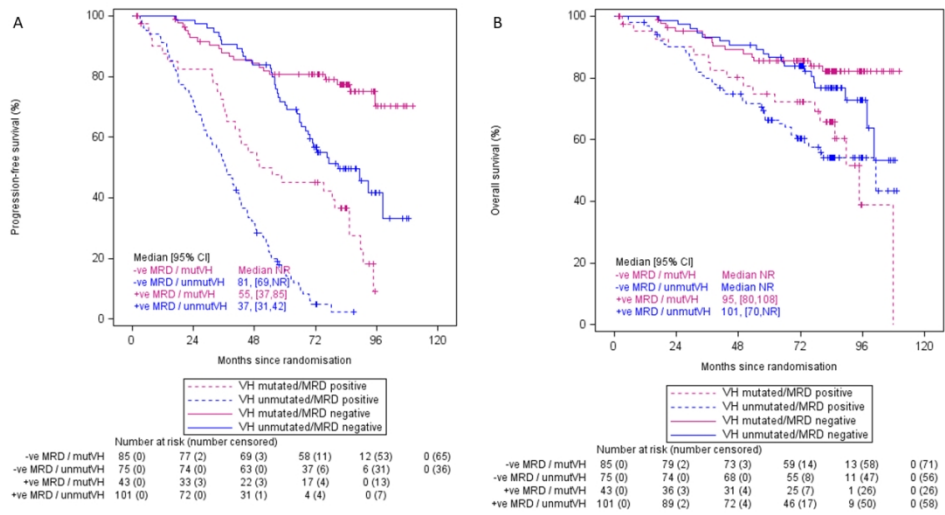 A
B
Progression-free survival (%)
100
80
60
40
20
0
Median [95% CI]
-ve MRD / mutVH Median NR
-ve MRD / unmutVH 81, [69,NR]
+ve MRD / mutVH 55, [37,85]
+ve MRD / unmutVH 37, [31,42]
0 24 48 72 96 120
Months since randomisation
VH mutated/MRD positive
VH unmutated/MRD positive
VH mutated/MRD negative
VH unmutated/MRD negative
Number at risk (number censored)
-ve MRD / mutVH 85 (0) 77 (2) 69 (3) 58 (11) 12 (53) 0 (65)
-ve MRD / unmutVH 75 (0) 74 (0) 63 (0) 37 (6) 6 (31) 0 (36)
+ve MRD / mutVH 43 (0) 33 (3) 22 (3) 17 (4) 0 (13)
+ve MRD / unmutVH 101 (0) 72 (0) 31 (1) 4 (4) 0 (7)
Overall survival (%)
100
80
60
40
20
0
Median [95% CI]
-ve MRD / mutVH Median NR
-ve MRD / unmutVH Median NR
+ve MRD / mutVH 95, [80,108]
+ve MRD / unmutVH 101, [70,NR]
0 24 48 72 96 120
Months since randomisation
VH mutated/MRD positive
VH unmutated/MRD positive
VH mutated/MRD negative
VH unmutated/MRD negative
Number at risk (number censored)
-ve MRD / mutVH 85 (0) 79 (2) 73 (3) 59 (14) 13 (58) 0 (71)
-ve MRD / unmutVH 75 (0) 74 (0) 68 (0) 55 (8) 11 (47) 0 (56)
+ve MRD / mutVH 43 (0) 36 (3) 31 (4) 25 (7) 1 (26) 0 (26)
+ve MRD / unmutVH 101 (0) 89 (2) 72 (4) 46 (17) 9 (50) 0 (58)